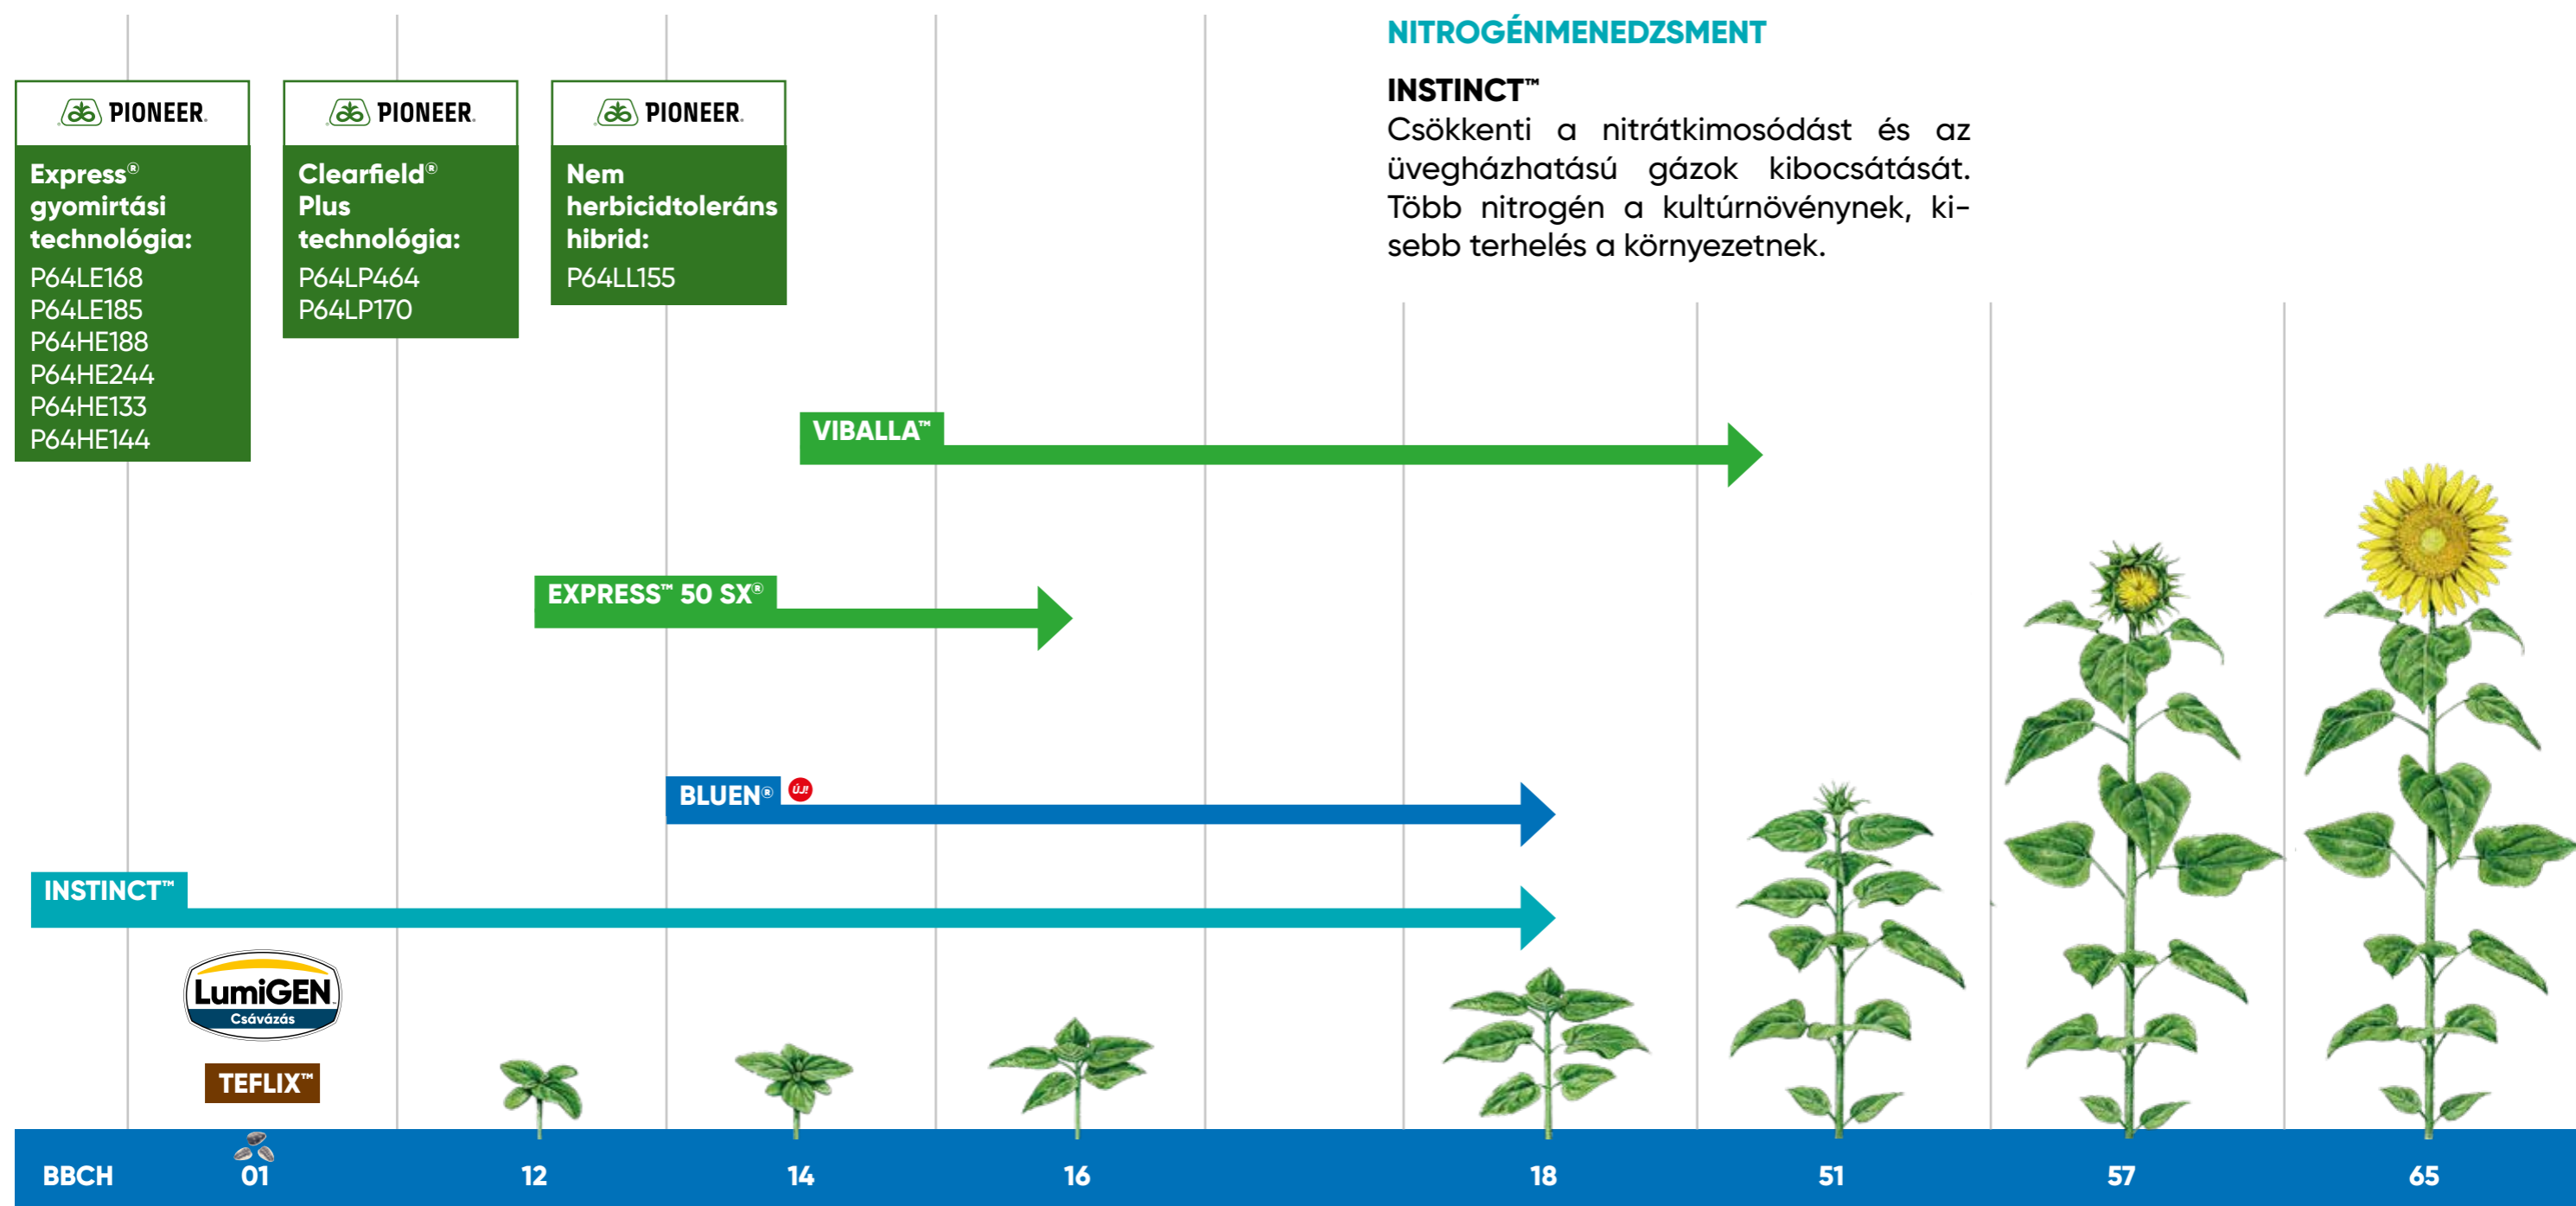 NITROGÉNMENEDZSMENT
INSTINCT™
Csökkenti a nitrátkimosódást és az
üvegházhatású gázok kibocsátását.
Több nitrogén a kultúrnövénynek, ki-
sebb terhelés a környezetnek.
PIONEER®
Express®
gyomirtási
technológia:
P64LE168
P64LE185
P64HE188
P64HE244
P64HE133
P64HE144
PIONEER®
Clearfield®
Plus
technológia:
P64LP464
P64LP170
PIONEER®
Nem
herbicidtoleráns
hibrid:
P64LL155
VIBALLA™
EXPRESS™ 50 SX®
BLUEN® ÚJ!
INSTINCT™
LumiGEN™
Csávázás
TEFLIX™
BBCH 01 12 14 16 18 51 57 65